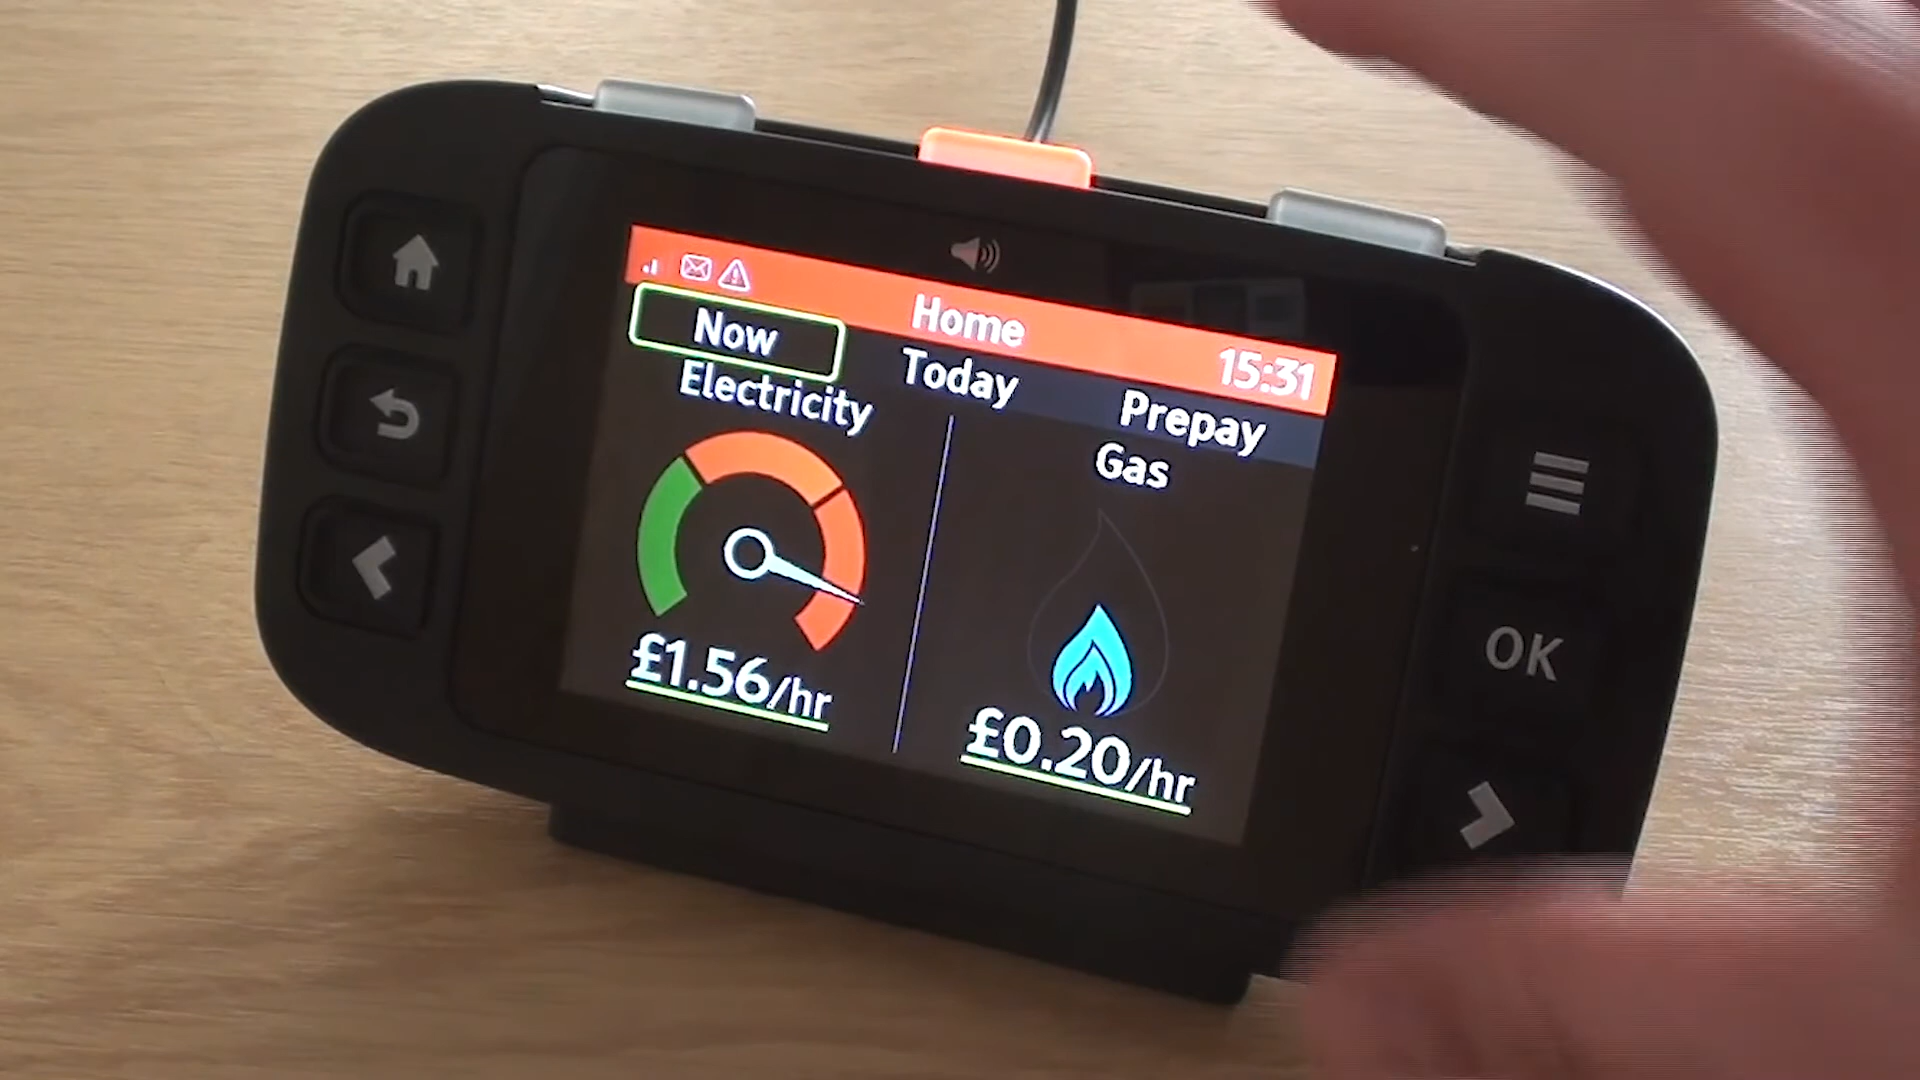 Home
15:31
Now
Today
Prepay
Electricity
Gas
£1.56/hr
£0.20/hr
OK